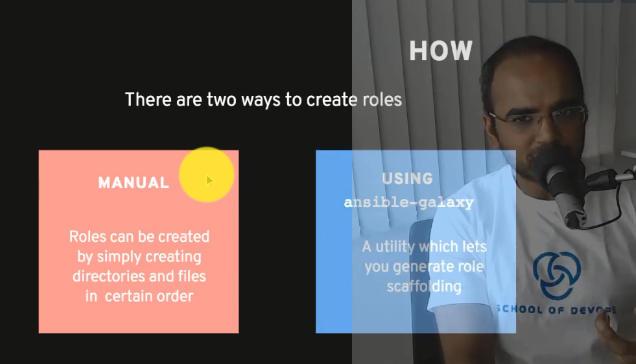 HOW
There are two ways to create roles
MANUAL
Roles can be created
by simply creating
directories and files
in certain order
USING
ansible-galaxy
A utility which lets
you generate role
scaffolding
SCHOOL OF DEVOPS